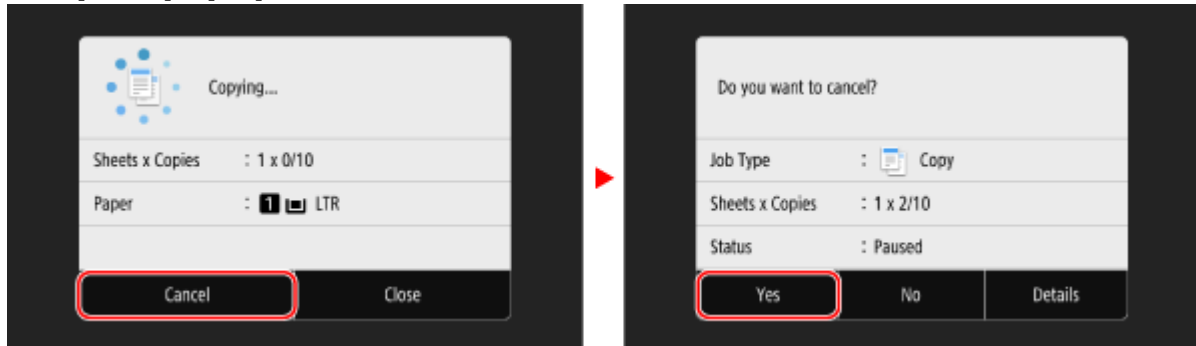 Copying...
Sheets x Copies : 1 x 0/10
Paper : 1 LTR
Cancel Close
Do you want to cancel?
Job Type : Copy
Sheets x Copies : 1 x 2/10
Status : Paused
Yes No Details